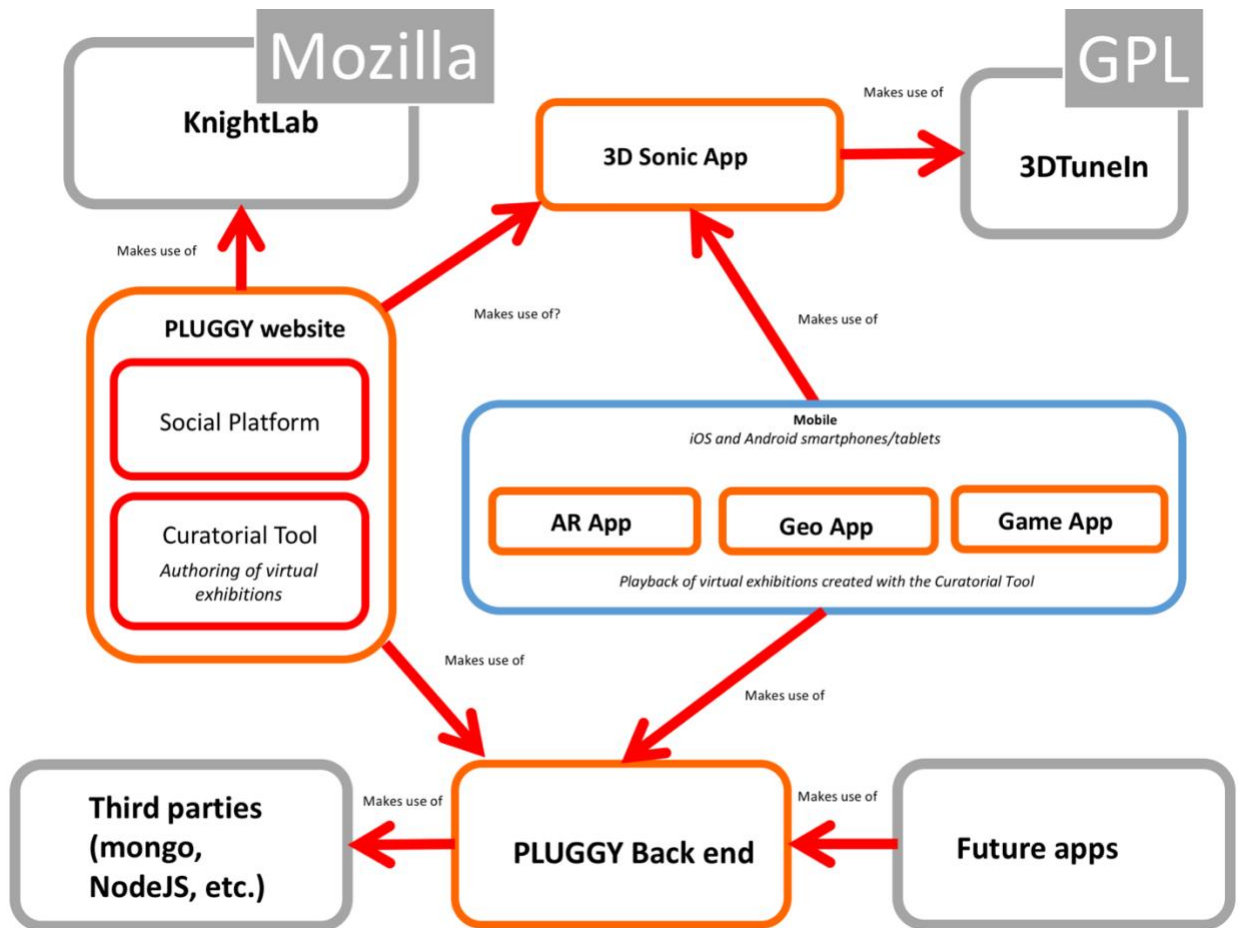 Mozilla
GPL
KnightLab
Makes use of
3D Sonic App
3DTuneIn
Makes use of
PLUGGY website
Makes use of?
Makes use of
Social Platform
Mobile
iOS and Android smartphones/tablets
Curatorial Tool
Authoring of virtual
exhibitions
AR App
Geo App
Game App
Playback of virtual exhibitions created with the Curatorial Tool
Makes use of
Makes use of
Third parties
(mongo,
NodeJS, etc.)
Makes use of
PLUGGY Back end
Makes use of
Future apps